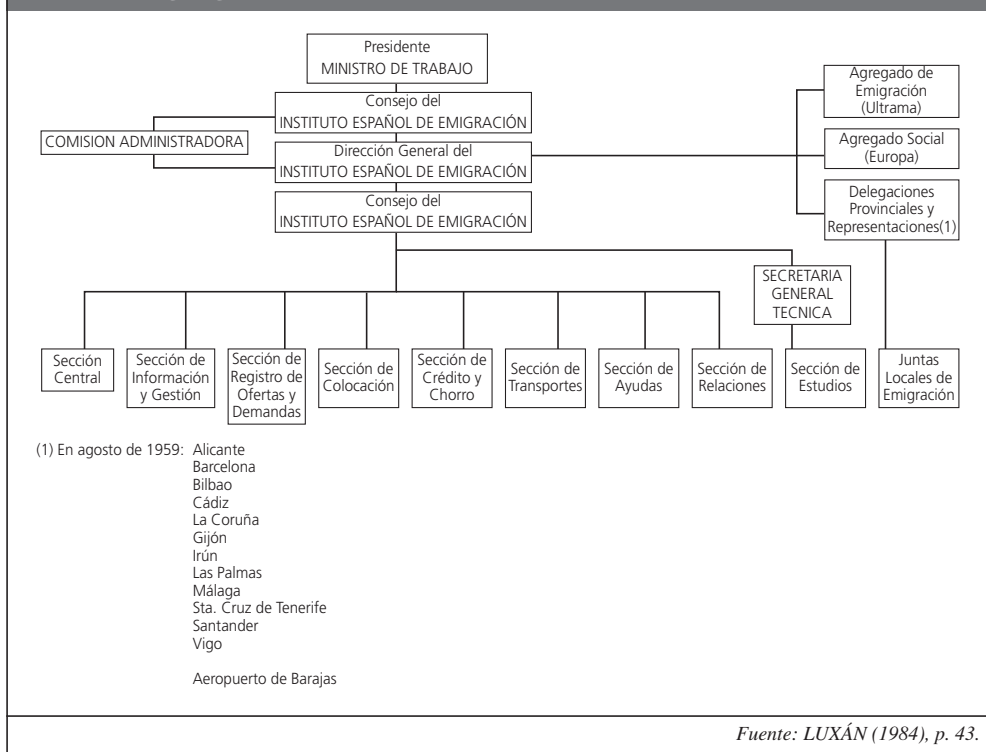 Presidente
MINISTRO DE TRABAJO
Consejo del
INSTITUTO ESPAÑOL DE EMIGRACIÓN
COMISION ADMINISTRADORA
Dirección General del
INSTITUTO ESPAÑOL DE EMIGRACIÓN
Consejo del
INSTITUTO ESPAÑOL DE EMIGRACIÓN
Agregado de
Emigración
(Ultrama)
Agregado Social
(Europa)
Delegaciones
Provinciales y
Representaciones(1)
SECRETARIA
GENERAL
TECNICA
Sección
Central
Sección de
Información
y Gestión
Sección de
Registro de
Ofertas y
Demandas
Sección de
Colocación
Sección de
Crédito y
Chorro
Sección de
Transportes
Sección de
Ayudas
Sección de
Relaciones
Sección de
Estudios
Juntas
Locales de
Emigración
(1) En agosto de 1959: Alicante
Barcelona
Bilbao
Cádiz
La Coruña
Gijón
Irún
Las Palmas
Málaga
Sta. Cruz de Tenerife
Santander
Vigo
Aeropuerto de Barajas
Fuente: LUXÁN (1984), p. 43.